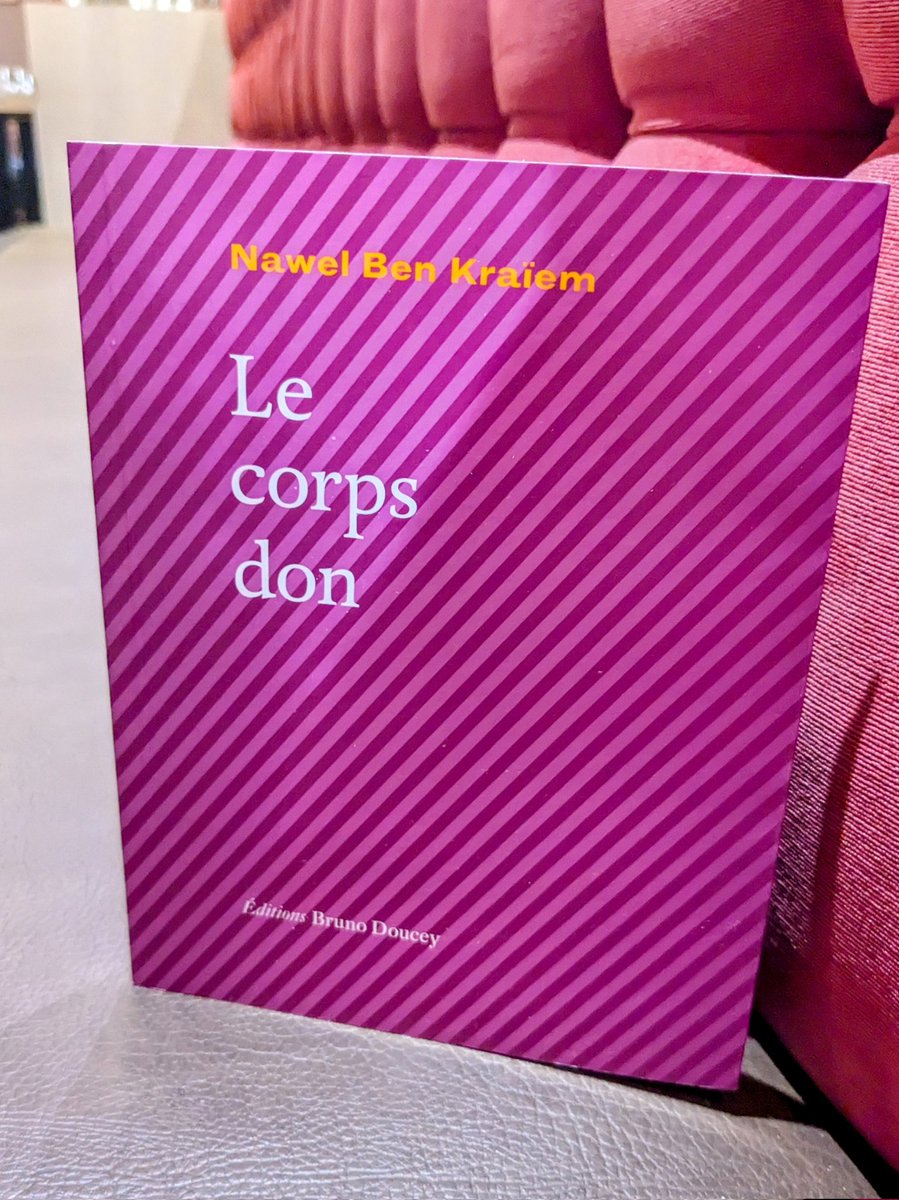 Nawel Ben Kraïem
Le
corps
don
Éditions Bruno Doucey